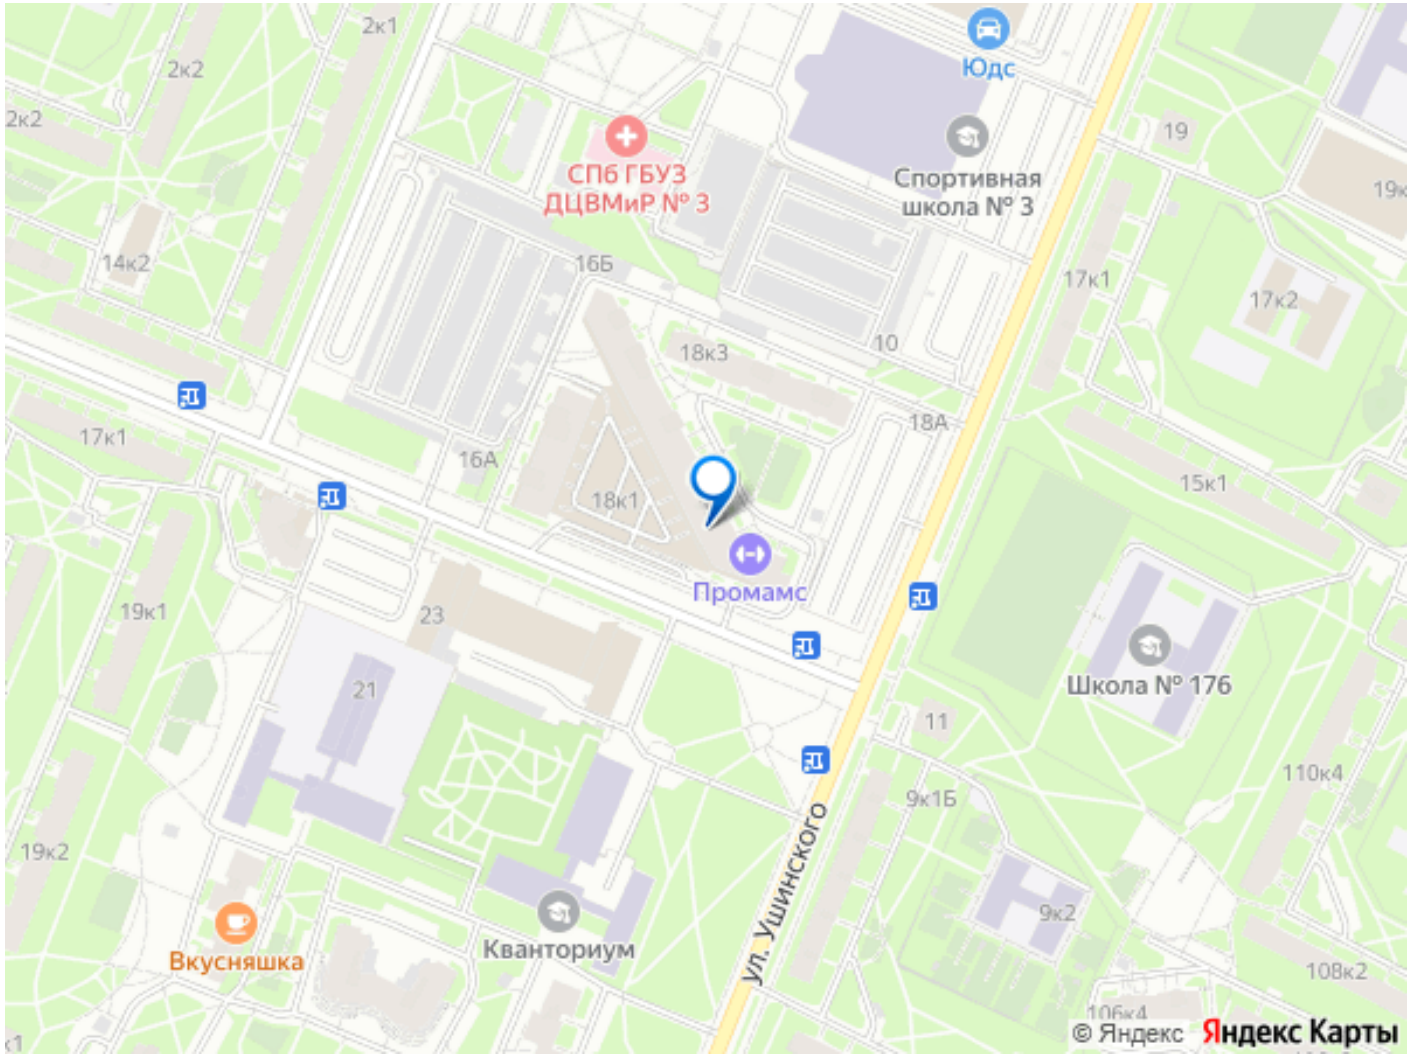 2к1
Юдс
2к2
2к2
19
СПб ГБУЗ
ДЦВМиР № 3
Спортивная
школа № 3
19к
14к2
16Б
17к1
17к2
10
18к3
18А
17к1
16А
18к1
15к1
Промамс
19к1
23
21
Школа № 176
11
110к4
9к1Б
19к2
ул. Ушинского
9к2
Кванториум
Вкусняшка
108к2
106к4
к1
© Яндекс
Яндекс Карты